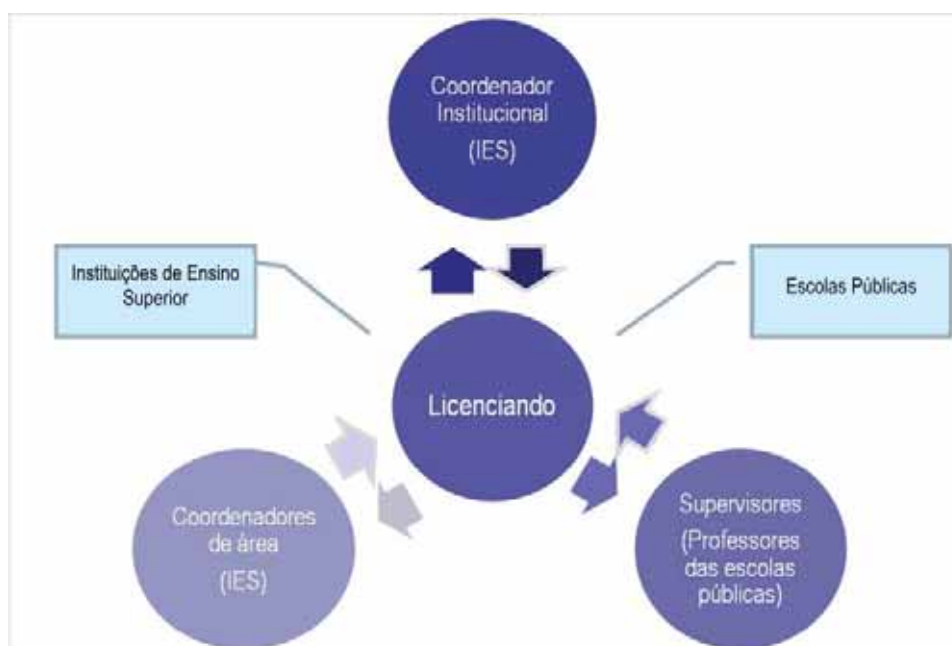 Coordenador
Institucional
(IES)
Instituições de Ensino
Superior
Escolas Públicas
Licenciando
Coordenadores
de área
(IES)
Supervisores
(Professores
das escolas
públicas)